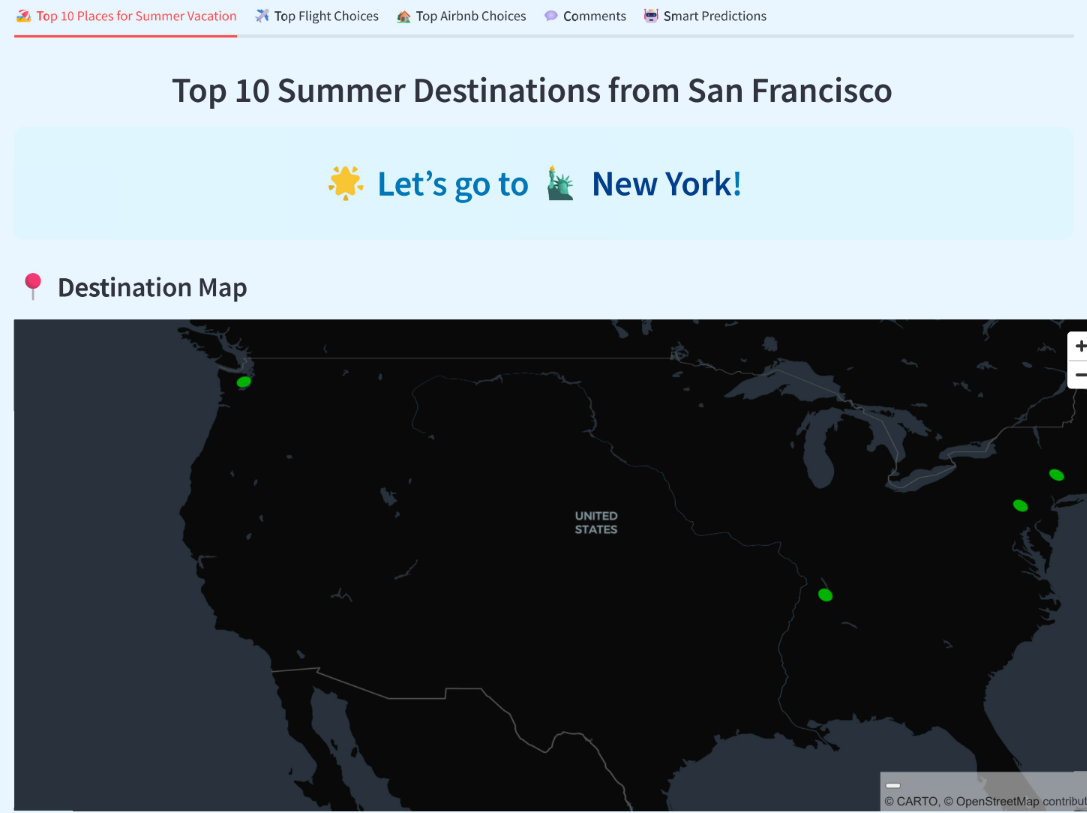 Top 10 Places for Summer Vacation
Top Flight Choices
Top Airbnb Choices
Comments
Smart Predictions
Top 10 Summer Destinations from San Francisco
Let’s go to New York!
Destination Map
+
−
UNITED
STATES
© CARTO, © OpenStreetMap